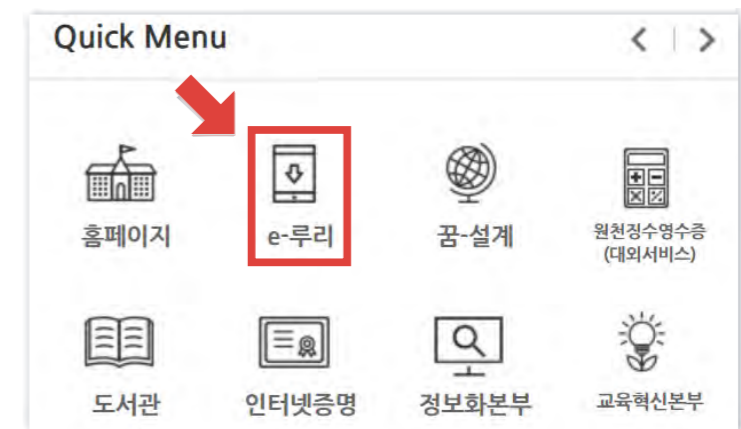 Quick Menu
홈페이지
e-루리
꿈-설계
원천징수영수증
(대외서비스)
도서관
인터넷증명
정보화본부
교육혁신본부